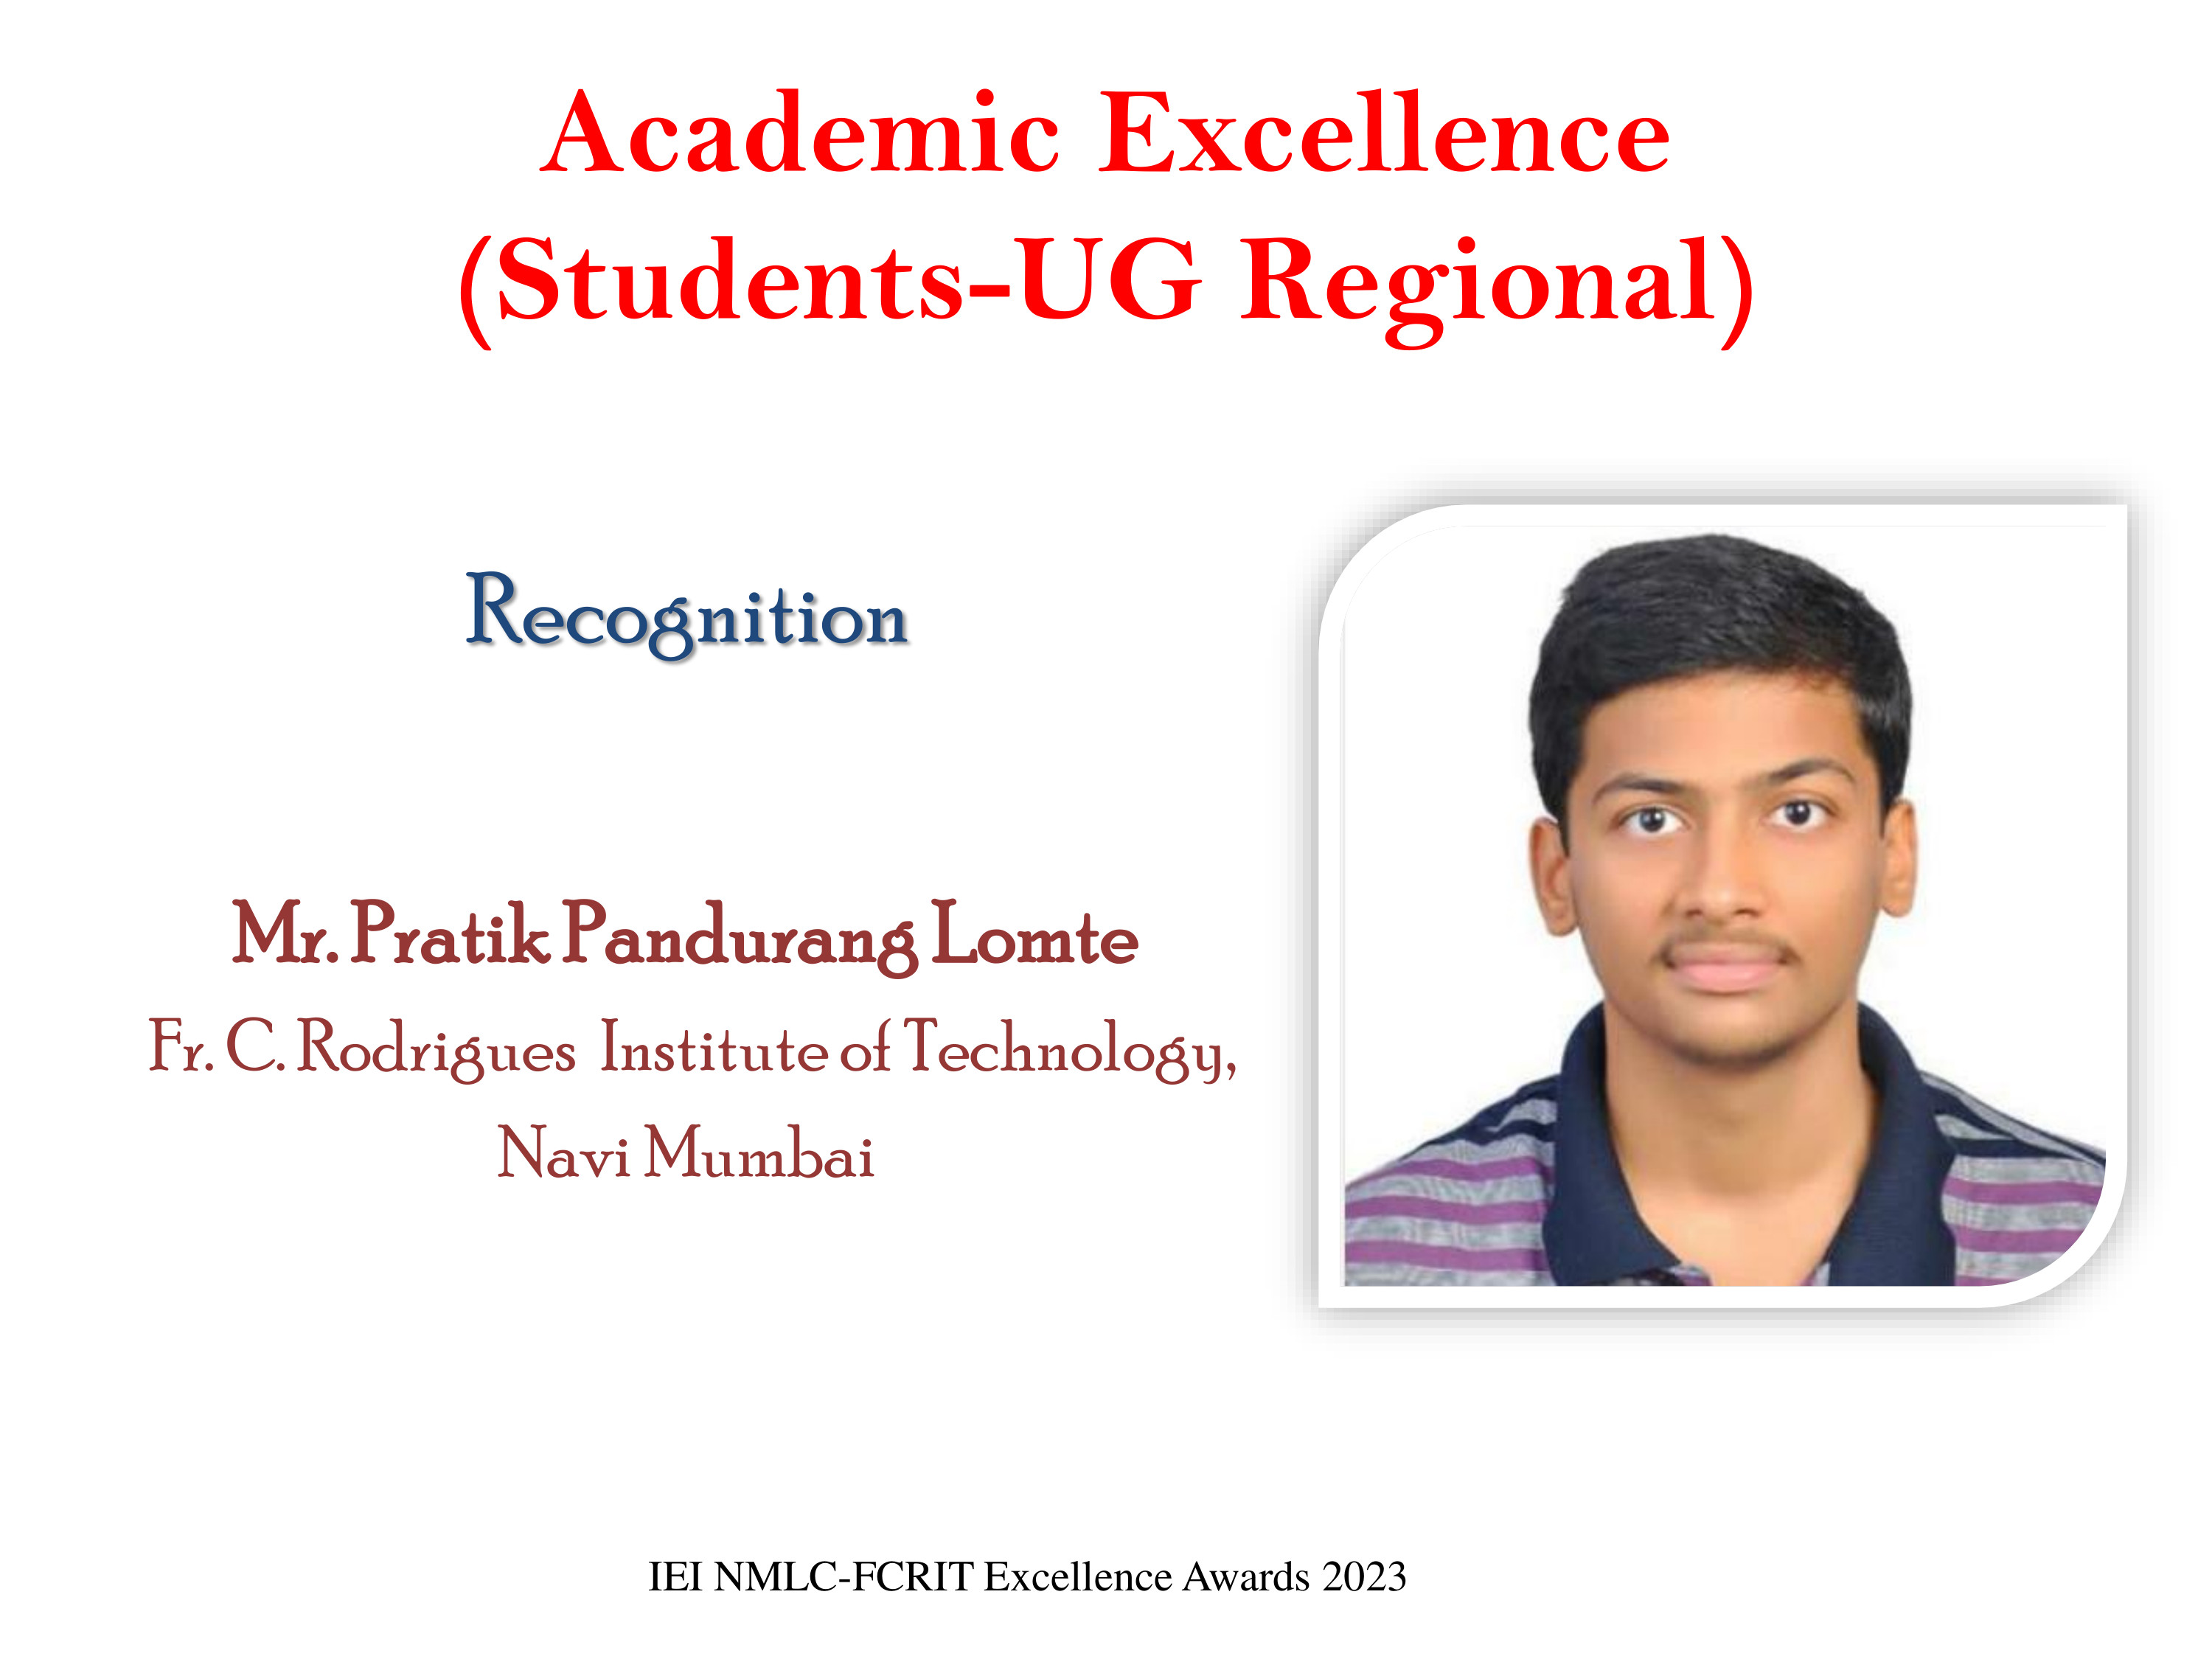 Academic Excellence
(Students-UG Regional)
Recognition
Mr. Pratik Pandurang Lomte
Fr. C. Rodrigues Institute of Technology,
Navi Mumbai
IEI NMLC-FCRIT Excellence Awards 2023